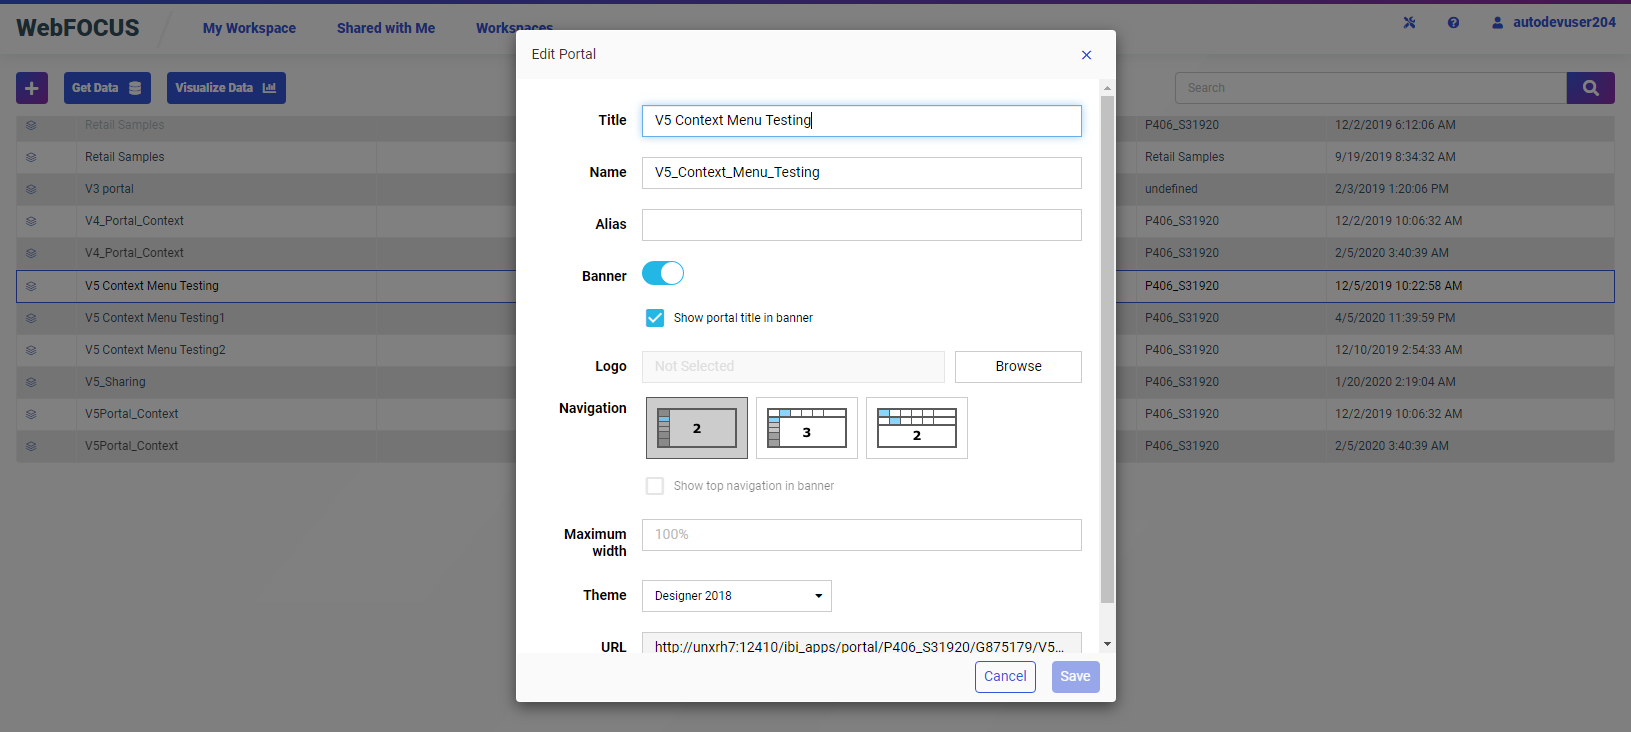 WebFOCUS
My Workspace
Shared with Me
Workspaces
autodevuser204
Get Data
Visualize Data
Search
Retail Samples
P406_S31920
12/2/2019 6:12:06 AM
Retail Samples
Retail Samples
9/19/2019 8:34:32 AM
V3 portal
undefined
2/3/2019 1:20:06 PM
V4_Portal_Context
P406_S31920
12/2/2019 10:06:32 AM
V4_Portal_Context
P406_S31920
2/5/2020 3:40:39 AM
V5 Context Menu Testing
P406_S31920
12/5/2019 10:22:58 AM
V5 Context Menu Testing1
P406_S31920
4/5/2020 11:39:59 PM
V5 Context Menu Testing2
P406_S31920
12/10/2019 2:54:33 AM
V5_Sharing
P406_S31920
1/20/2020 2:19:04 AM
V5Portal_Context
P406_S31920
12/2/2019 10:06:32 AM
V5Portal_Context
P406_S31920
2/5/2020 3:40:39 AM
Edit Portal
Title
V5 Context Menu Testing
Name
V5_Context_Menu_Testing
Alias
Banner
Show portal title in banner
Logo
Not Selected
Browse
Navigation
2
3
2
Show top navigation in banner
Maximum
width
100%
Theme
Designer 2018
URL
http://unxrh7:12410/ibi_apps/portal/P406_S31920/G875179/V5...
Cancel
Save